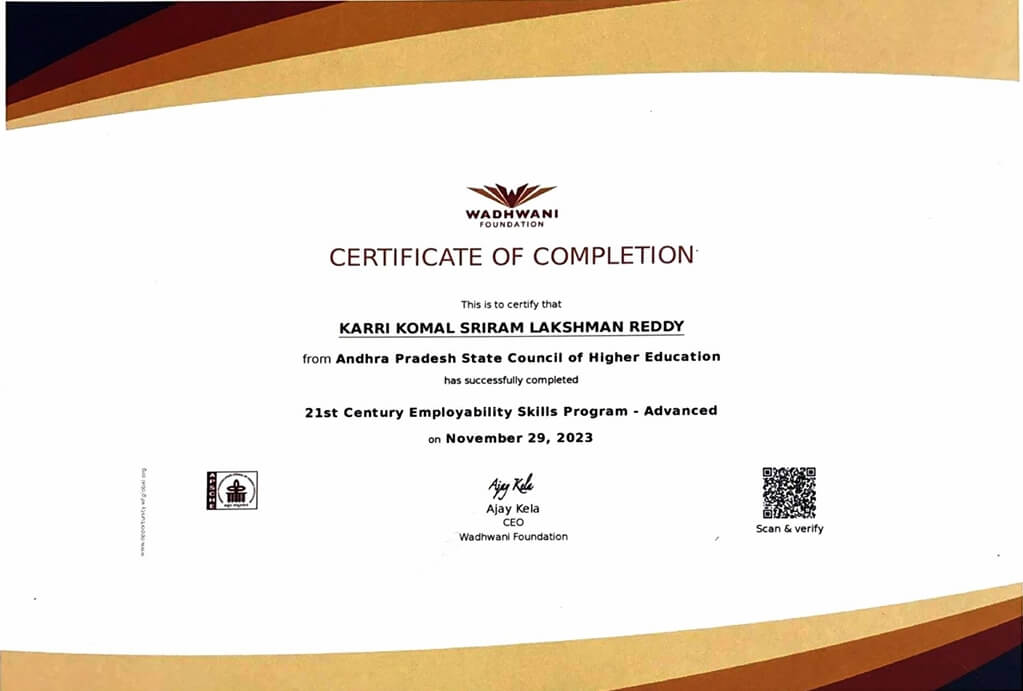 WADHWANI
FOUNDATION
CERTIFICATE OF COMPLETION
This is to certify that
KARRI KOMAL SRIRAM LAKSHMAN REDDY
from Andhra Pradesh State Council of Higher Education
has successfully completed
21st Century Employability Skills Program - Advanced
on November 29, 2023
APSCHE
Ajay Kela
Ajay Kela
CEO
Wadhwani Foundation
Scan & verify